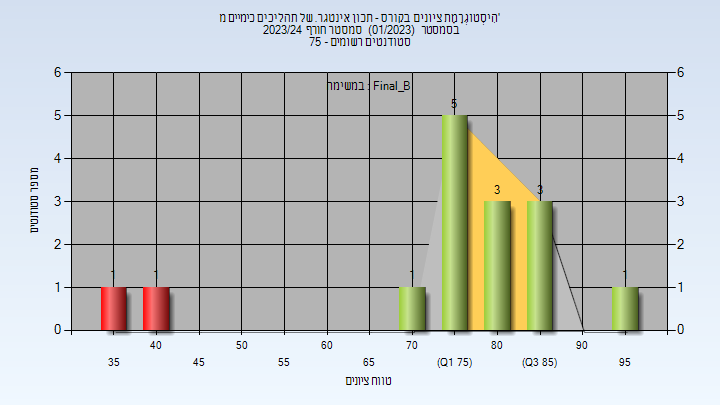 הִיסְטוֹגְרָמַת ציונים בקורס - תכון אינטגר. של תהליכים כימיים מ'
בסמסטר (01/2023) סמסטר חורף 2023/24
סטודנטים רשומים - 75
במשימה : Final_B
מספר סטודנטים
6 6
5 5
4 4
3 3
2 2
1 1
0 0
1 1 1 5 3 3 1
40 50 60 70 80 90
35 45 55 65 (Q1 75) (Q3 85) 95
טווח ציונים